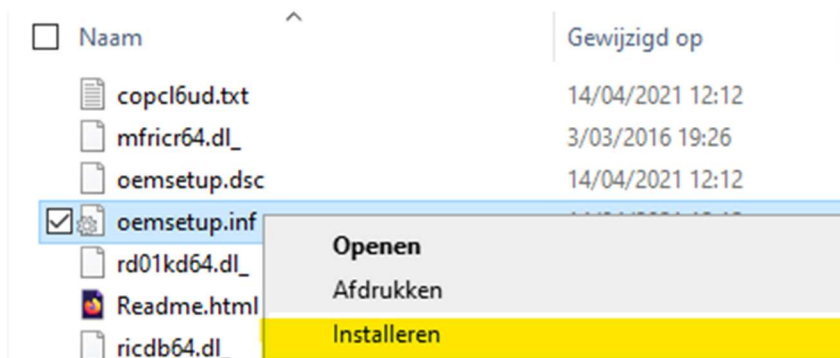 Naam Gewijzigd op
copcl6ud.txt 14/04/2021 12:12
mfricr64.dl_ 3/03/2016 19:26
oemsetup.dsc 14/04/2021 12:12
oemsetup.inf
Openen
rd01kd64.dl_
Afdrukken
Readme.html
Installeren
ricdb64.dl_